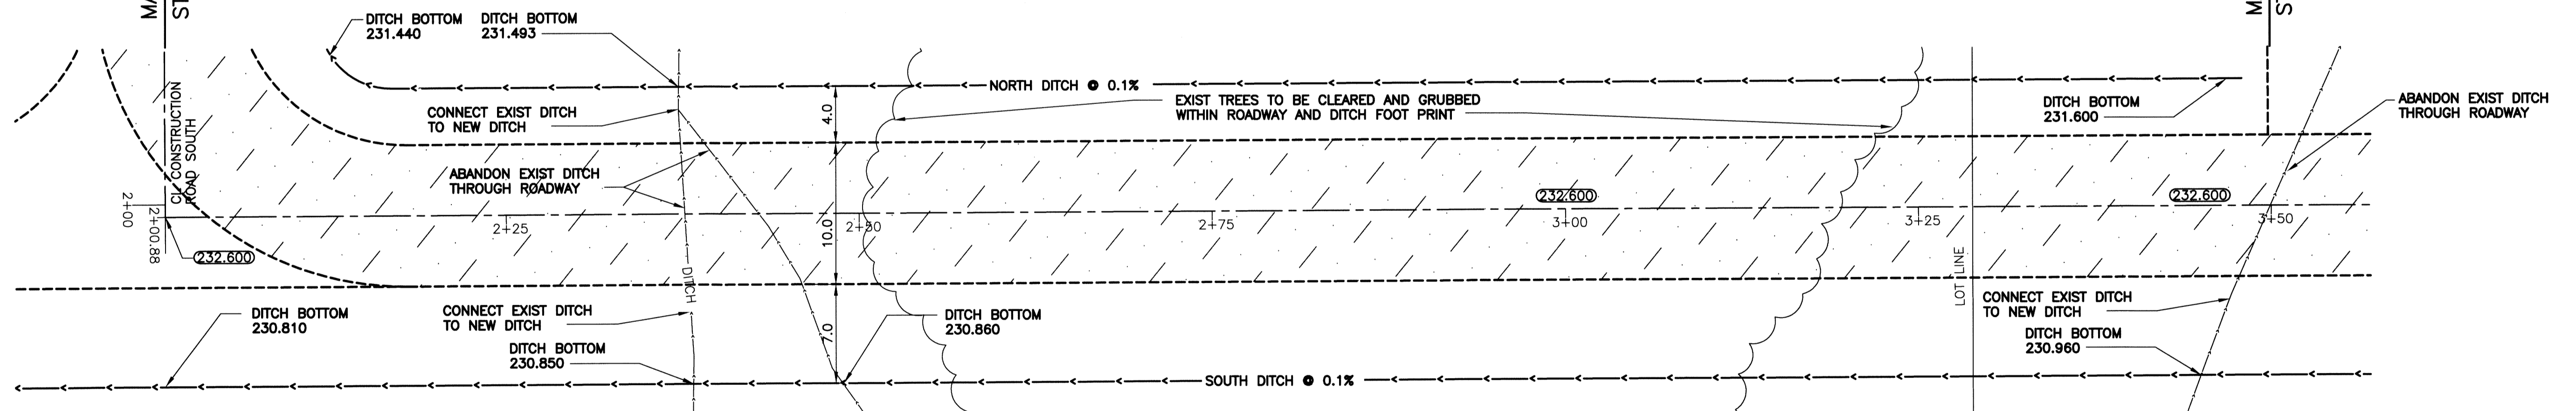 MA
ST
DITCH BOTTOM
231.440
DITCH BOTTOM
231.493
NORTH DITCH @ 0.1%
EXIST TREES TO BE CLEARED AND GRUBBED
WITHIN ROADWAY AND DITCH FOOT PRINT
DITCH BOTTOM
231.600
M
S
ABANDON EXIST DITCH
THROUGH ROADWAY
C/L CONSTRUCTION
ROAD SOUTH
CONNECT EXIST DITCH
TO NEW DITCH
4.0
ABANDON EXIST DITCH
THROUGH ROADWAY
2+00
2+00.88
232.600
2+25
10.0
2+50
2+75
232.600
3+00
3+25
232.600
3+50
DITCH
LOT LINE
DITCH BOTTOM
230.810
CONNECT EXIST DITCH
TO NEW DITCH
DITCH BOTTOM
230.850
7.0
DITCH BOTTOM
230.860
CONNECT EXIST DITCH
TO NEW DITCH
DITCH BOTTOM
230.960
SOUTH DITCH @ 0.1%